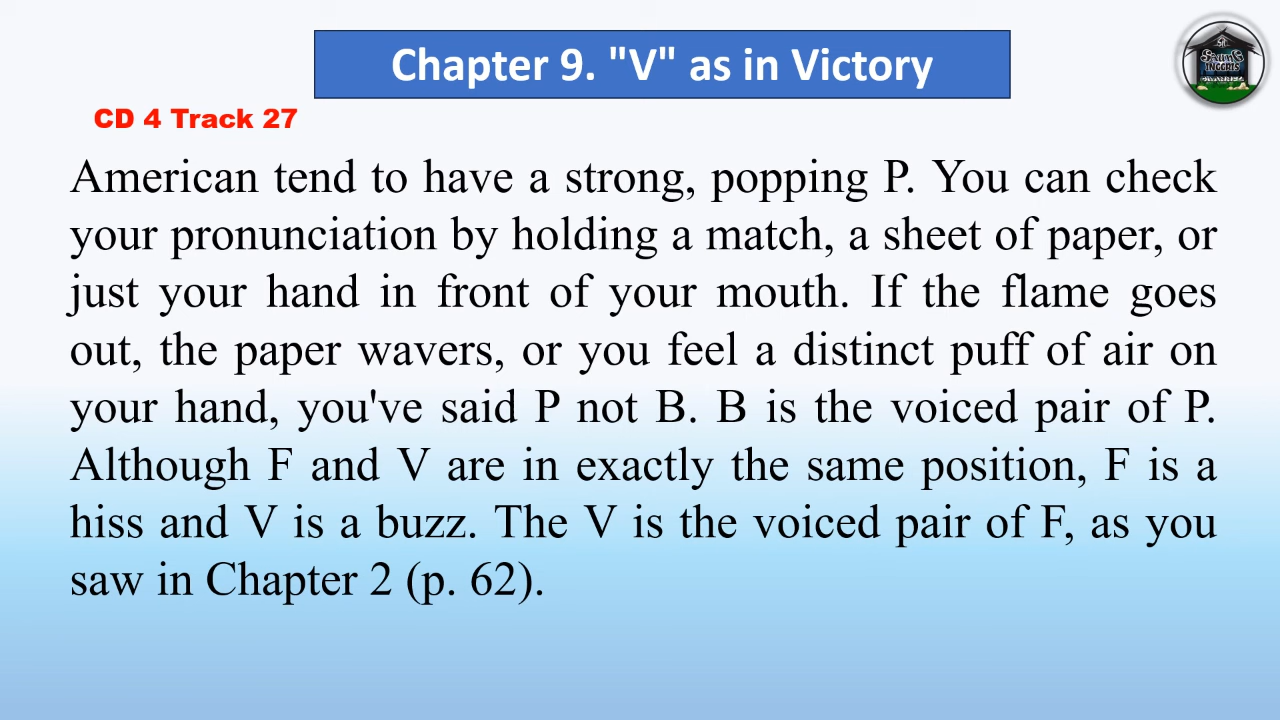 Chapter 9. "V" as in Victory
CD 4 Track 27
American tend to have a strong, popping P. You can check
your pronunciation by holding a match, a sheet of paper, or
just your hand in front of your mouth. If the flame goes
out, the paper wavers, or you feel a distinct puff of air on
your hand, you've said P not B. B is the voiced pair of P.
Although F and V are in exactly the same position, F is a
hiss and V is a buzz. The V is the voiced pair of F, as you
saw in Chapter 2 (p. 62).